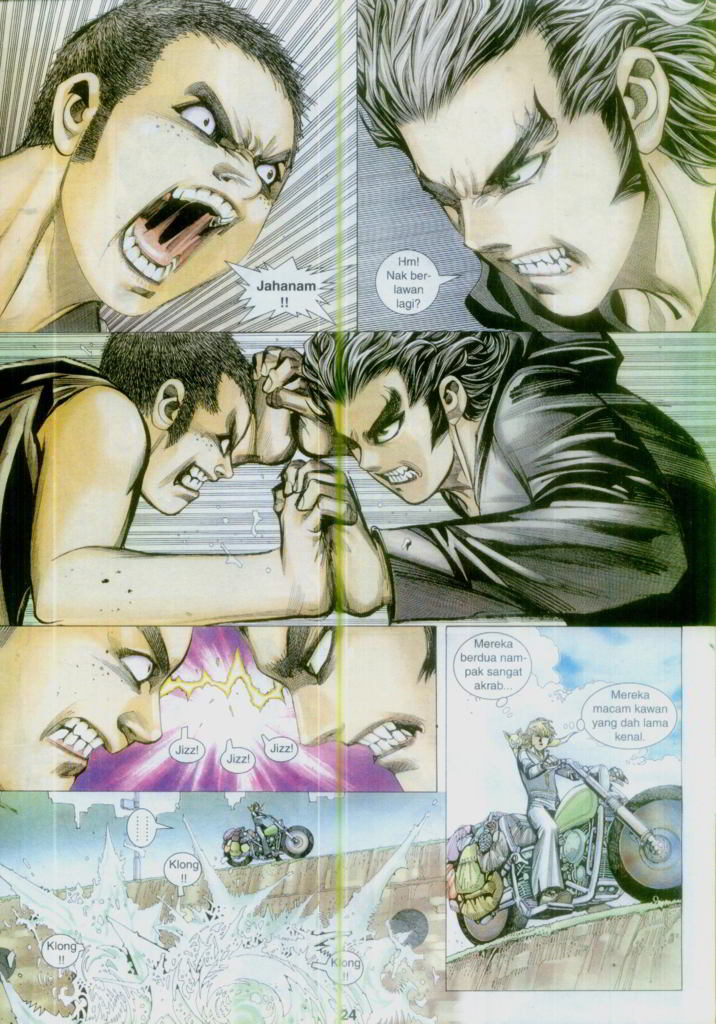 Jahanam
!!
Hm!
Nak ber-
lawan
lagi?
Jizz!
Jizz!
Jizz!
Mereka
berdua nam-
pak sangat
akrab...
Mereka
macam kawan
yang dah lama
kenal.
Klong
!!
Klong
!!
Klong
!!
24